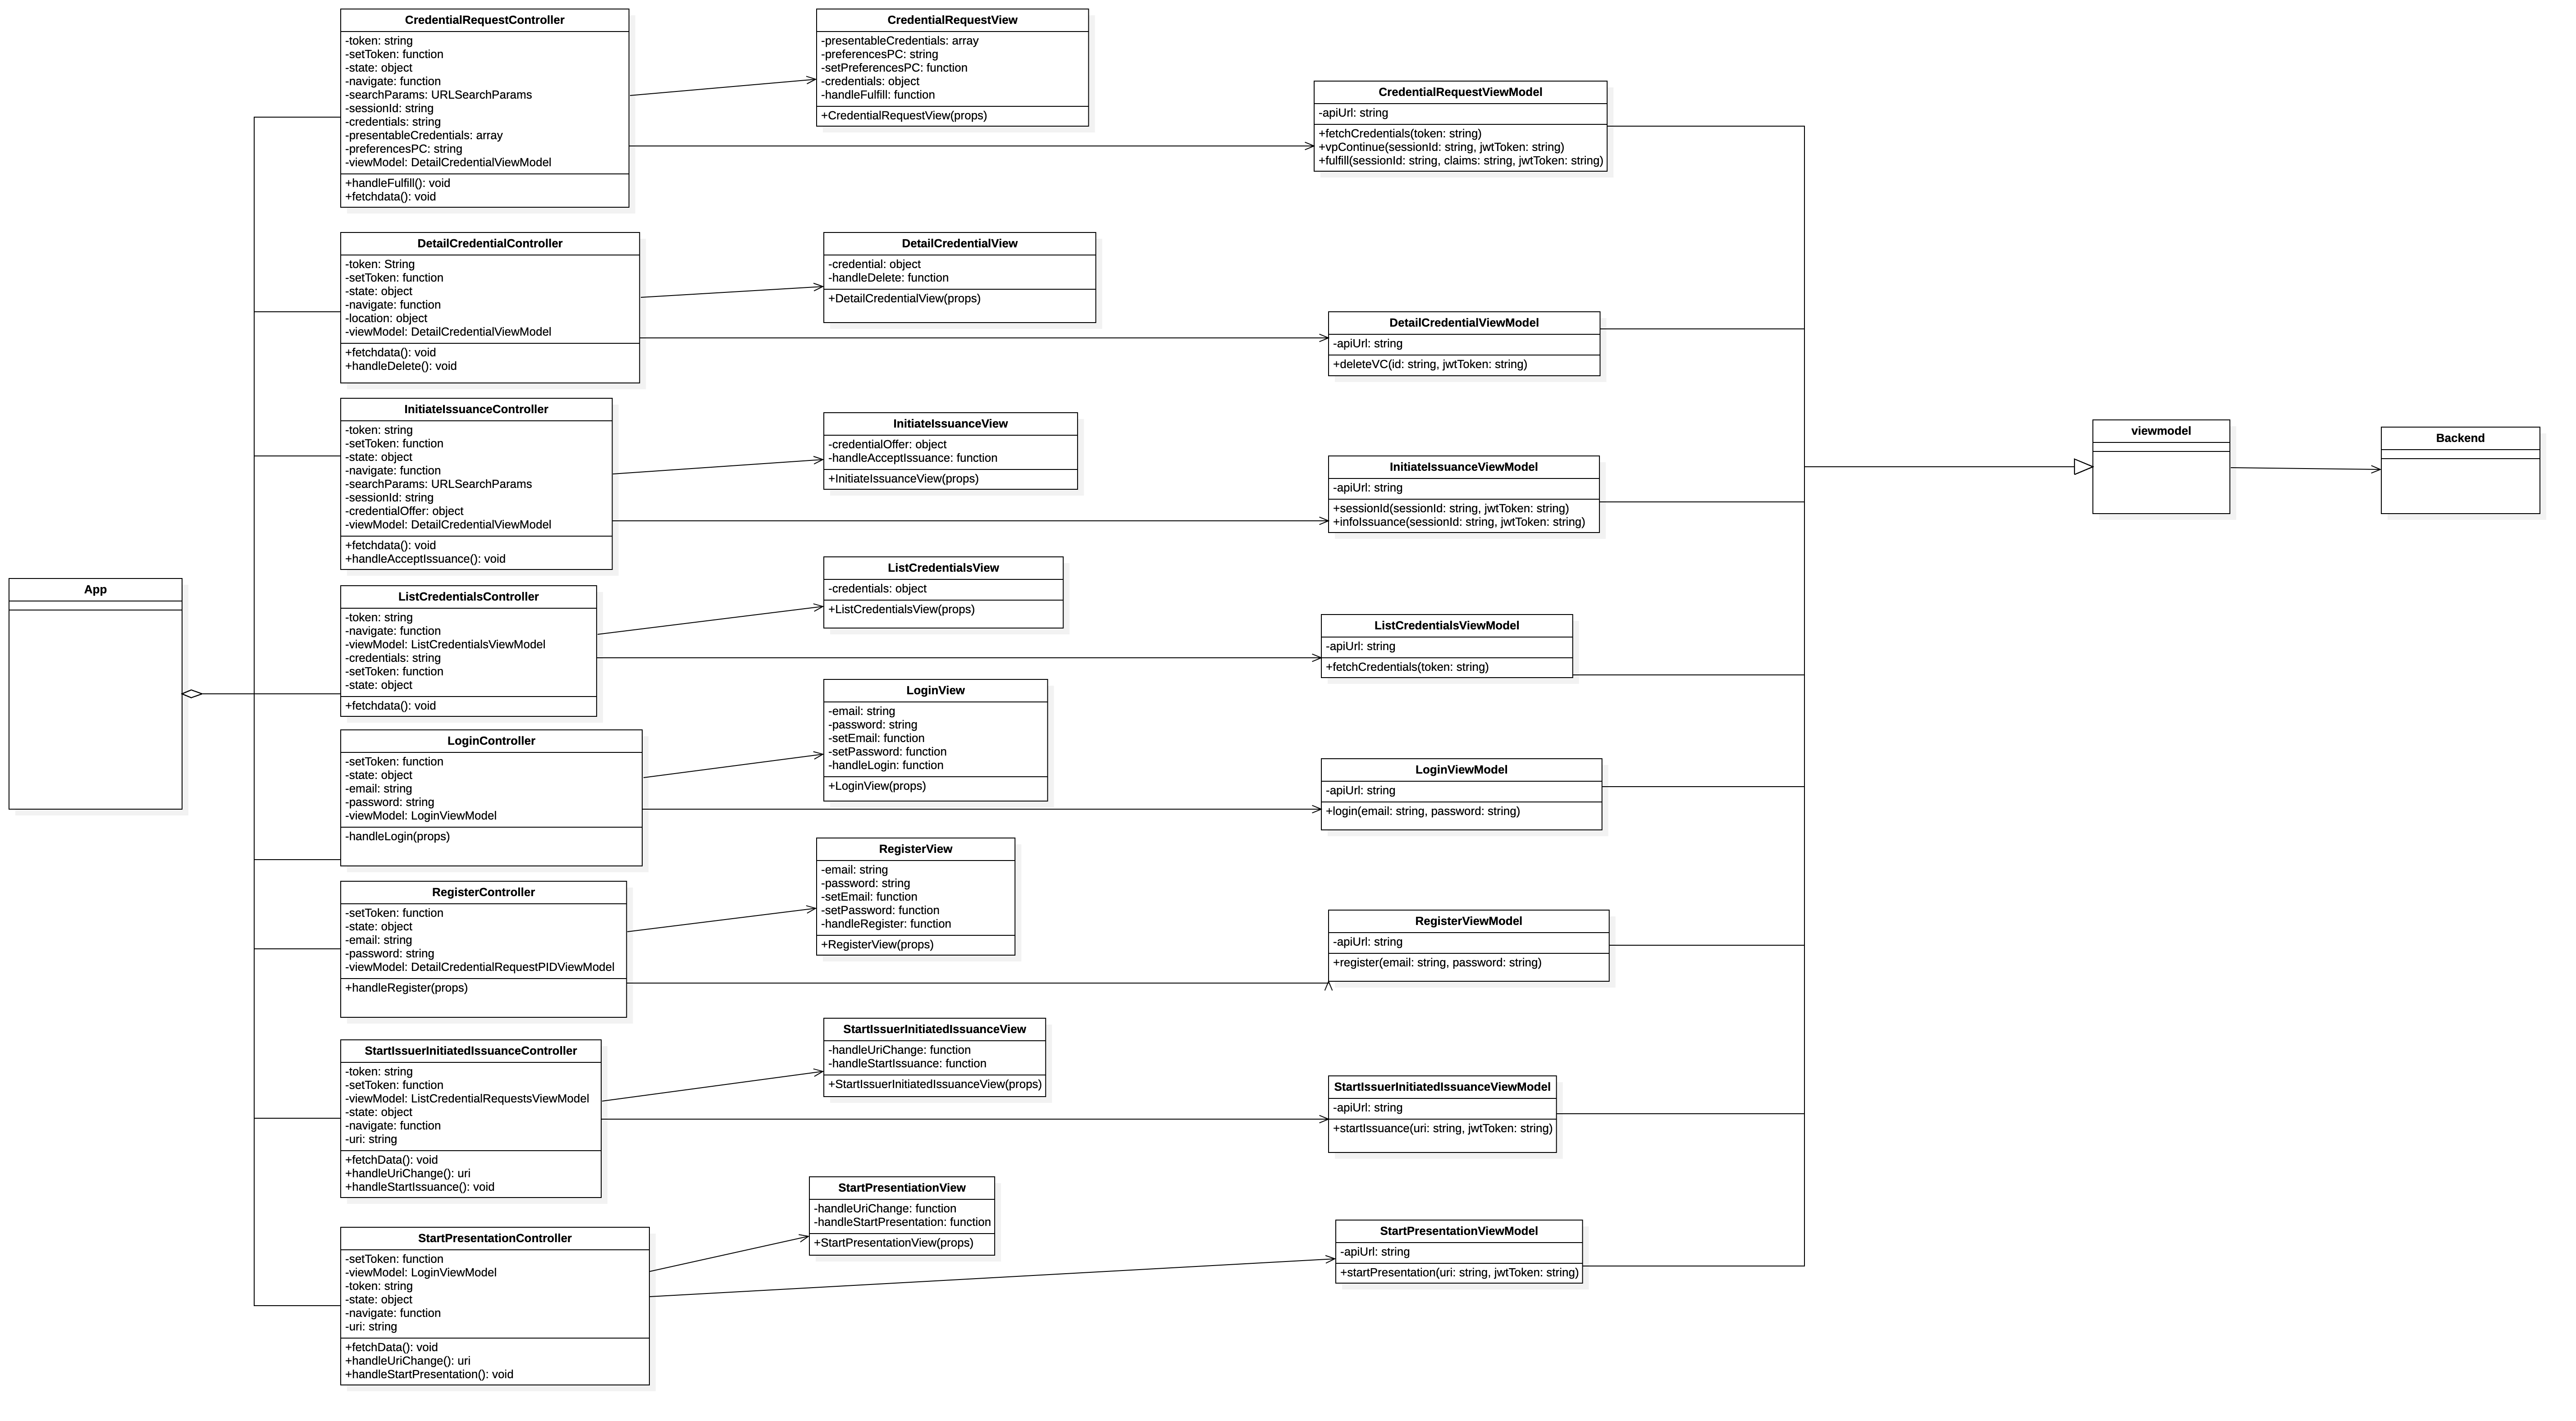 CredentialRequestController
-token: string
-setToken: function
-state: object
-navigate: function
-searchParams: URLSearchParams
-sessionId: string
-credentials: string
-presentableCredentials: array
-preferencesPC: string
-viewModel: DetailCredentialViewModel
+handleFulfill(): void
+fetchdata(): void
CredentialRequestView
-presentableCredentials: array
-preferencesPC: string
-setPreferencesPC: function
-credentials: object
-handleFulfill: function
+CredentialRequestView(props)
CredentialRequestViewModel
-apiUrl: string
+fetchCredentials(token: string)
+vpContinue(sessionId: string, jwtToken: string)
+fulfill(sessionId: string, claims: string, jwtToken: string)
DetailCredentialController
-token: String
-setToken: function
-state: object
-navigate: function
-location: object
-viewModel: DetailCredentialViewModel
+fetchdata(): void
+handleDelete(): void
DetailCredentialView
-credential: object
-handleDelete: function
+DetailCredentialView(props)
DetailCredentialViewModel
-apiUrl: string
+deleteVC(id: string, jwtToken: string)
InitiateIssuanceController
-token: string
-setToken: function
-state: object
-navigate: function
-searchParams: URLSearchParams
-sessionId: string
-credentialOffer: object
-viewModel: DetailCredentialViewModel
+fetchdata(): void
+handleAcceptIssuance(): void
InitiateIssuanceView
-credentialOffer: object
-handleAcceptIssuance: function
+InitiateIssuanceView(props)
InitiateIssuanceViewModel
-apiUrl: string
+sessionId(sessionId: string, jwtToken: string)
+infoIssuance(sessionId: string, jwtToken: string)
viewmodel
Backend
App
ListCredentialsController
-token: string
-navigate: function
-viewModel: ListCredentialsViewModel
-credentials: string
-setToken: function
-state: object
+fetchdata(): void
ListCredentialsView
-credentials: object
+ListCredentialsView(props)
ListCredentialsViewModel
-apiUrl: string
+fetchCredentials(token: string)
LoginController
-setToken: function
-state: object
-email: string
-password: string
-viewModel: LoginViewModel
-handleLogin(props)
LoginView
-email: string
-password: string
-setEmail: function
-setPassword: function
-handleLogin: function
+LoginView(props)
LoginViewModel
-apiUrl: string
+login(email: string, password: string)
RegisterController
-setToken: function
-state: object
-email: string
-password: string
-viewModel: DetailCredentialRequestPIDViewModel
+handleRegister(props)
RegisterView
-email: string
-password: string
-setEmail: function
-setPassword: function
-handleRegister: function
+RegisterView(props)
RegisterViewModel
-apiUrl: string
+register(email: string, password: string)
StartIssuerInitiatedIssuanceController
-token: string
-setToken: function
-viewModel: ListCredentialRequestsViewModel
-state: object
-navigate: function
-uri: string
+fetchData(): void
+handleUriChange(): uri
+handleStartIssuance(): void
StartIssuerInitiatedIssuanceView
-handleUriChange: function
-handleStartIssuance: function
+StartIssuerInitiatedIssuanceView(props)
StartIssuerInitiatedIssuanceViewModel
-apiUrl: string
+startIssuance(uri: string, jwtToken: string)
StartPresentationController
-setToken: function
-viewModel: LoginViewModel
-token: string
-state: object
-navigate: function
-uri: string
+fetchData(): void
+handleUriChange(): uri
+handleStartPresentation(): void
StartPresentiationView
-handleUriChange: function
-handleStartPresentation: function
+StartPresentationView(props)
StartPresentationViewModel
-apiUrl: string
+startPresentation(uri: string, jwtToken: string)